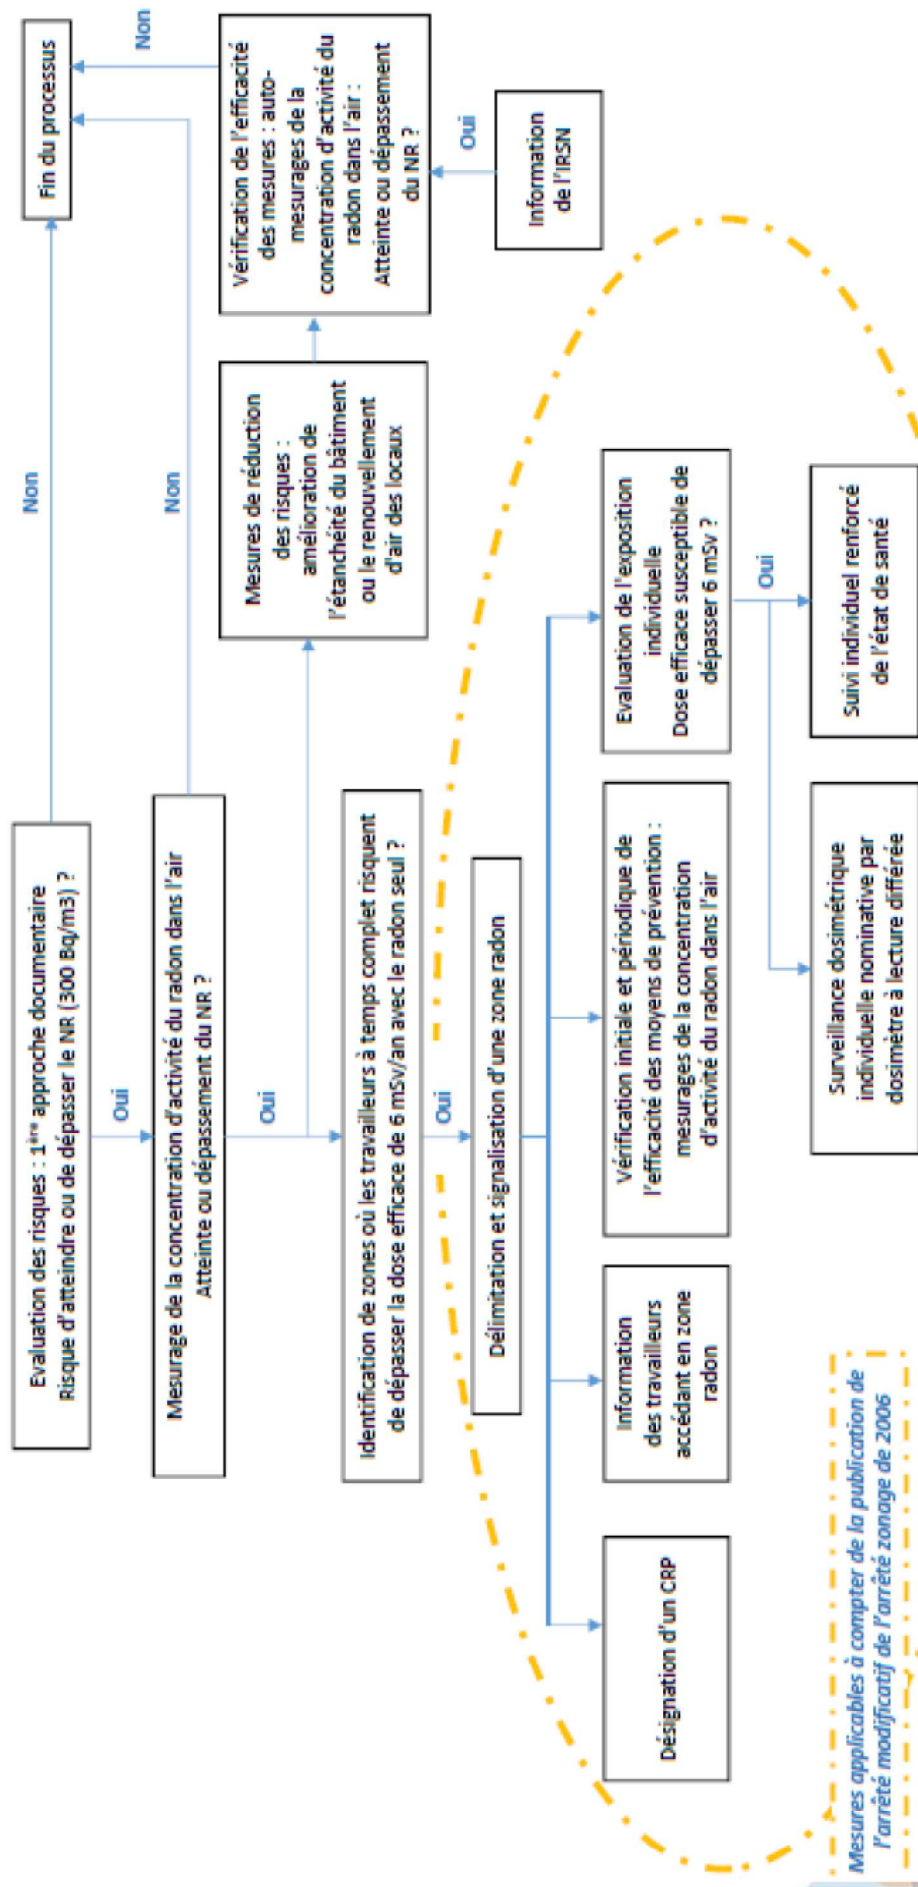 Evaluation des risques : 1ère approche documentaire
Risque d'atteindre ou de dépasser le NR (300 Bq/m3) ?
Non
Fin du processus
Oui
Mesurage de la concentration d'activité du radon dans l'air
Atteinte ou dépassement du NR ?
Non
Non
Oui
Mesures de réduction
des risques :
amélioration de
l'étanchéité du bâtiment
ou le renouvellement
d'air des locaux
Vérification de l'efficacité
des mesures : auto-
mesurages de la
concentration d'activité du
radon dans l'air :
Atteinte ou dépassement
du NR ?
Oui
Information
de l'IRSN
Identification de zones où les travailleurs à temps complet risquent
de dépasser la dose efficace de 6 mSv/an avec le radon seul ?
Oui
Délimitation et signalisation d'une zone radon
Désignation d'un CRP
Information
des travailleurs
accédant en zone
radon
Vérification initiale et périodique de
l'efficacité des moyens de prévention :
mesurages de la concentration
d'activité du radon dans l'air
Evaluation de l'exposition
individuelle
Dose efficace susceptible de
dépasser 6 mSv ?
Oui
Surveillance dosimétrique
individuelle nominative par
dosimètre à lecture différée
Suivi individuel renforcé
de l'état de santé
Mesures applicables à compter de la publication de
l'arrêté modificatif de l'arrêté zonage de 2006